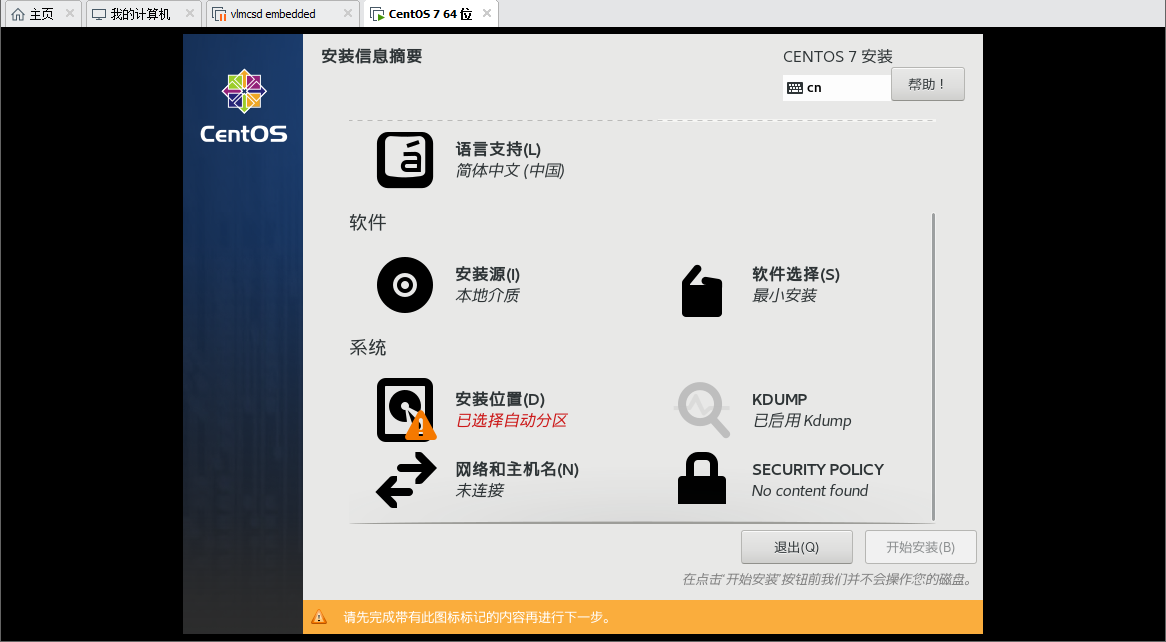 主页
我的计算机
vlmcsd embedded
CentOS 7 64 位
CentOS
安装信息摘要
CENTOS 7 安装
cn
帮助！
语言支持(L)
简体中文 (中国)
软件
安装源(I)
本地介质
软件选择(S)
最小安装
系统
安装位置(D)
已选择自动分区
KDUMP
已启用 Kdump
网络和主机名(N)
未连接
SECURITY POLICY
No content found
退出(Q)
开始安装(B)
在点击"开始安装"按钮前我们并不会操作您的磁盘。
请先完成带有此图标标记的内容再进行下一步。